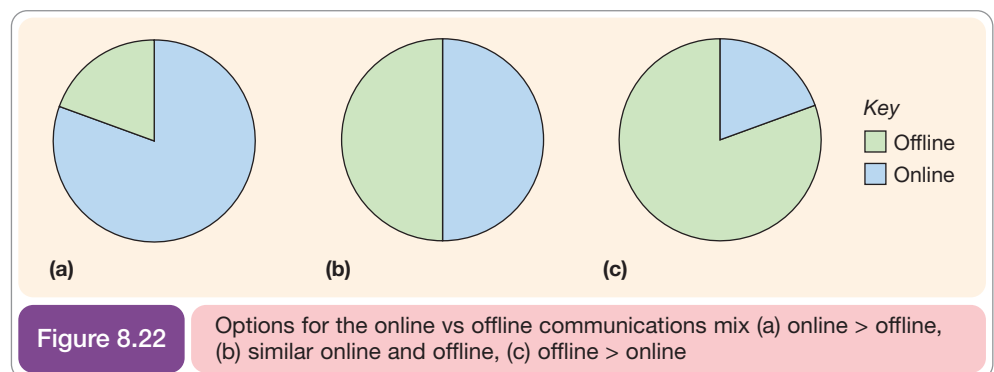 Key
Offline
Online
(a)
(b)
(c)
Figure 8.22
Options for the online vs offline communications mix (a) online > offline,
(b) similar online and offline, (c) offline > online